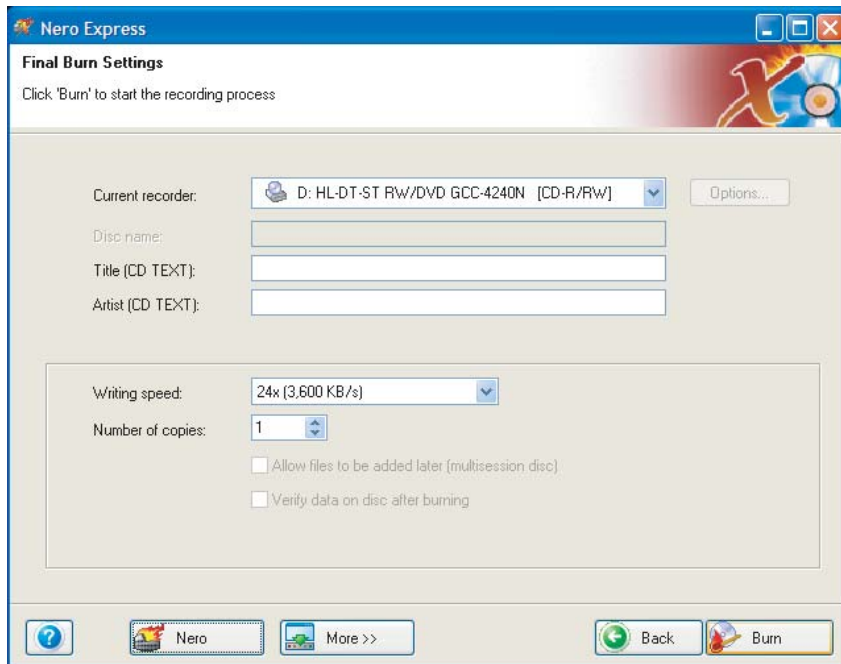 Nero Express
Final Burn Settings
Click 'Burn' to start the recording process
Current recorder: D: HL-DT-ST RW/DVD GCC-4240N [CD-R/RW] Options...
Disc name:
Title (CD TEXT):
Artist (CD TEXT):
Writing speed: 24x (3,600 KB/s)
Number of copies: 1
Allow files to be added later (multisession disc)
Verify data on disc after burning
? Nero More >> Back Burn